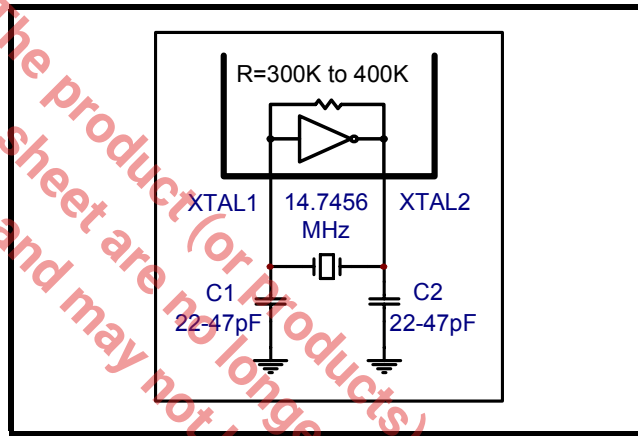 R=300K to 400K
XTAL1 14.7456 XTAL2
MHz
C1 C2
22-47pF 22-47pF
The product (or products)
sheet are no longe
and may not